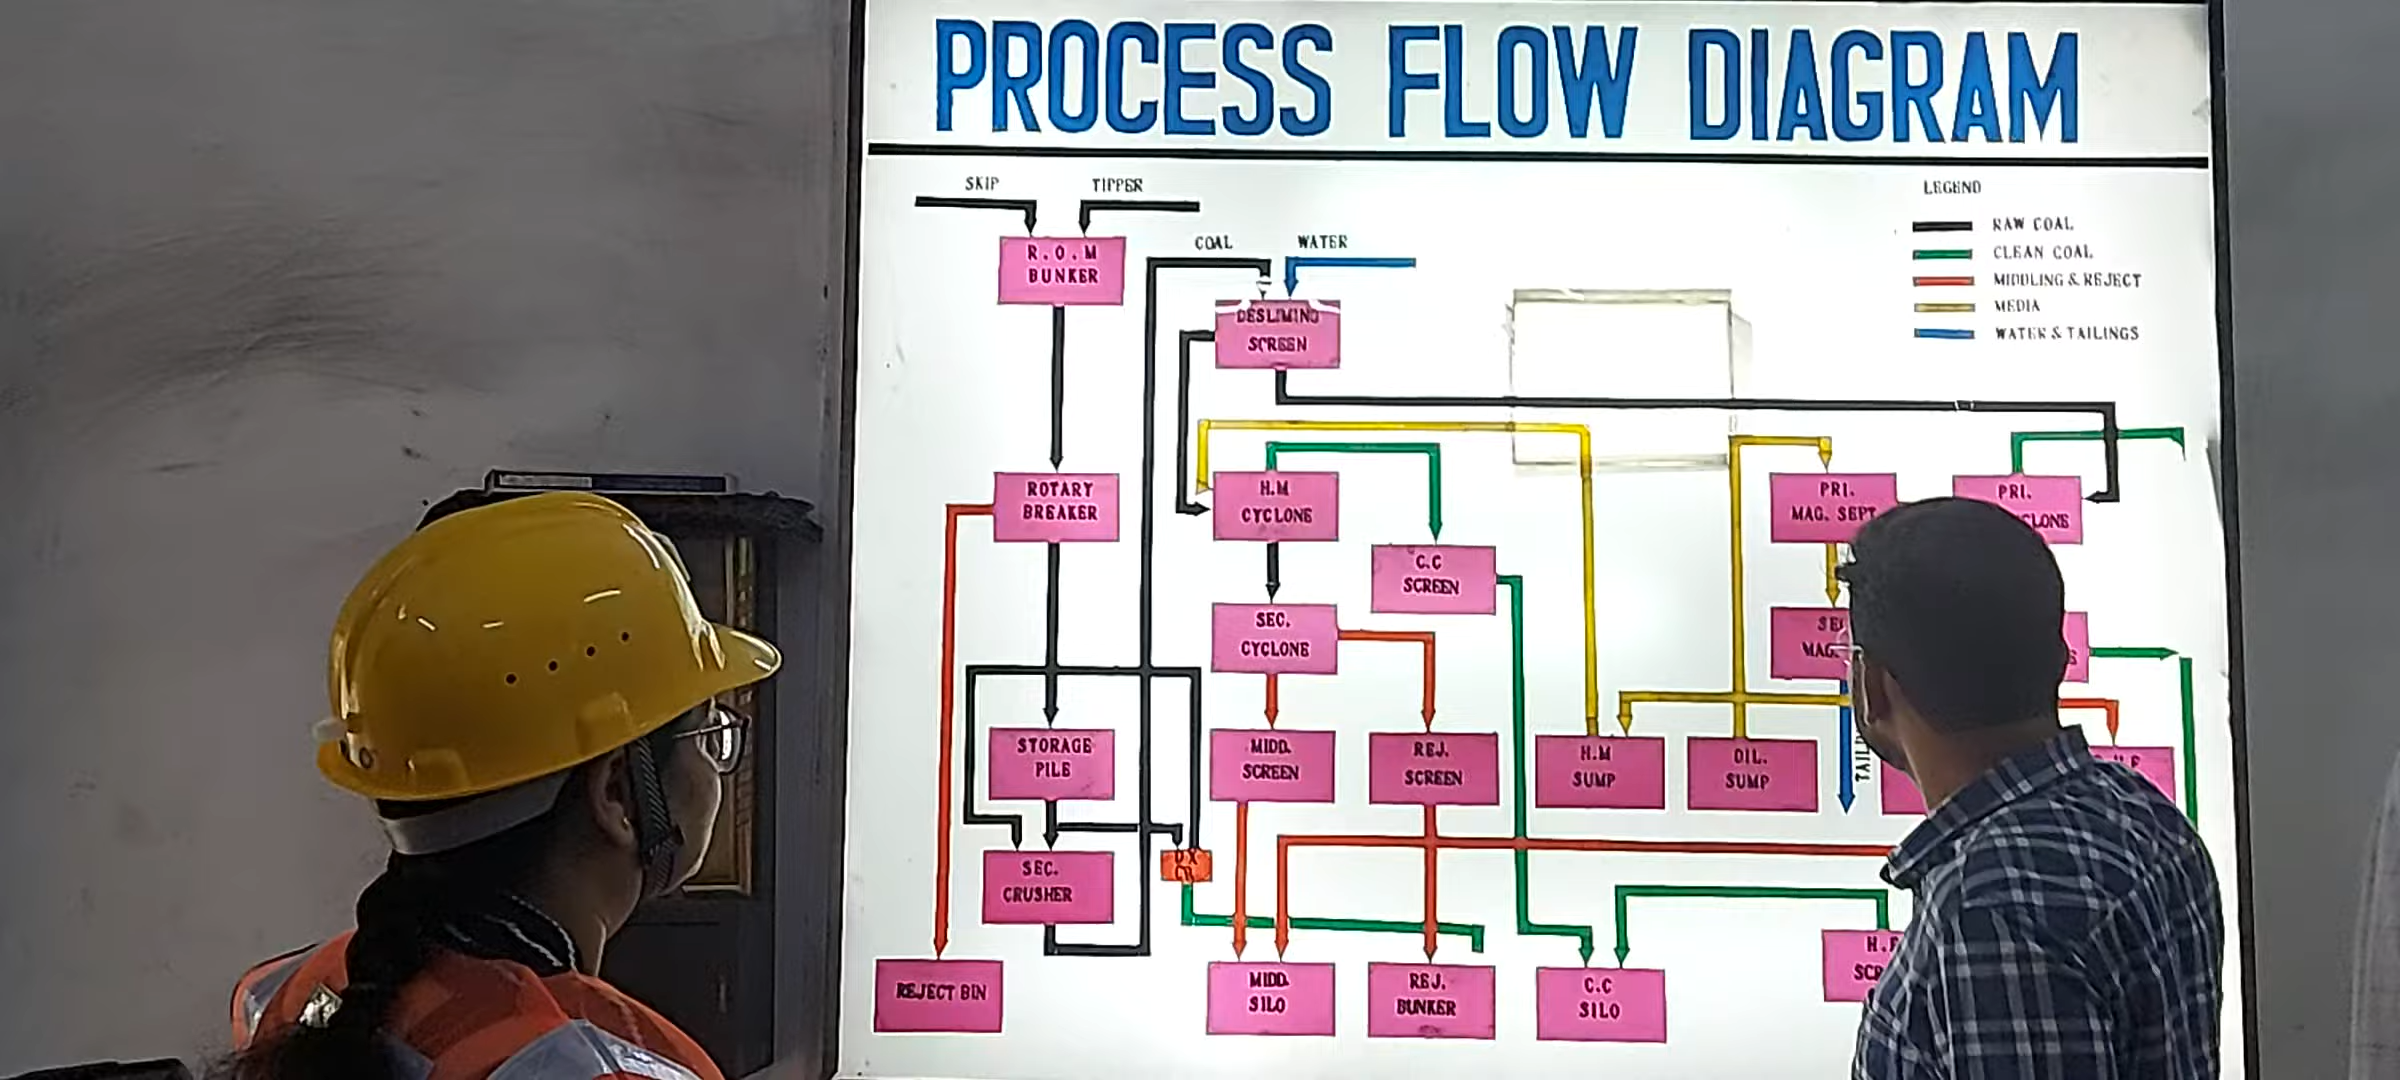 PROCESS FLOW DIAGRAM
SKIP
TIPPER
LEGEND
RAW COAL
CLEAN COAL
MIDDLING & REJECT
MEDIA
WATER & TAILINGS
R.O.M
BUNKER
COAL
WATER
DESLIMING
SCREEN
ROTARY
BREAKER
H.M
CYCLONE
C.C
SCREEN
PRI.
MAG. SEPT
PRI.
SEC.
CYCLONE
MAG.
STORAGE
PILE
MIDD.
SCREEN
REJ.
SCREEN
H.M
SUMP
DIL.
SUMP
SEC.
CRUSHER
REJECT BIN
MIDD.
SILO
REJ.
BUNKER
C.C
SILO